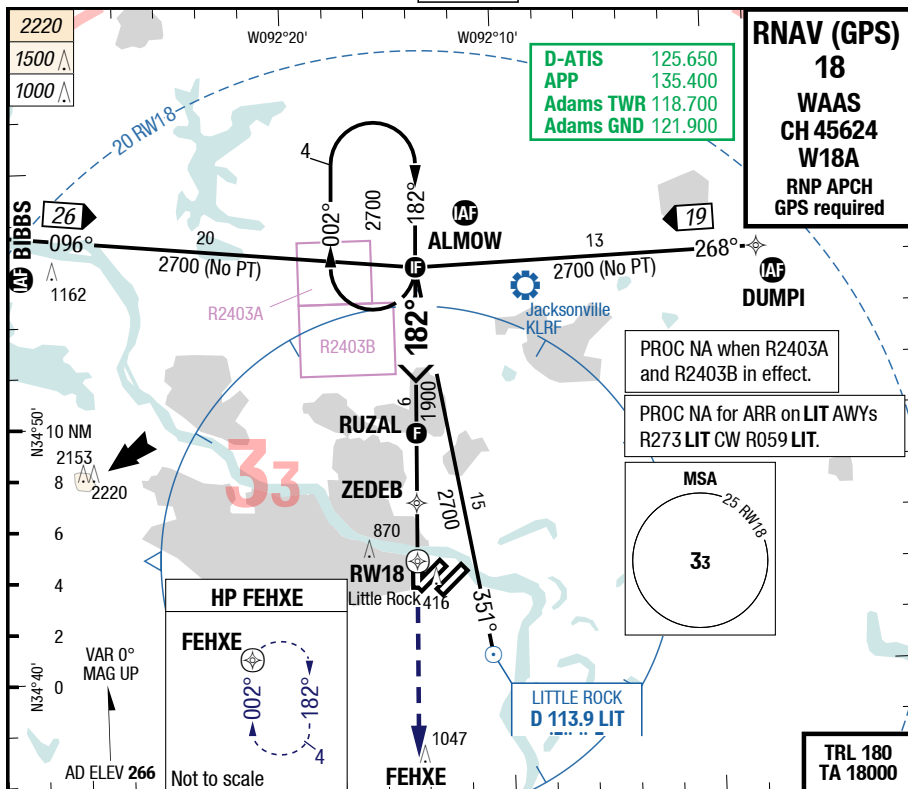 2220
1500
1000
W092°20'
W092°10'
D-ATIS 125.650
APP 135.400
Adams TWR 118.700
Adams GND 121.900
RNAV (GPS)
18
WAAS
CH 45624
W18A
RNP APCH
GPS required
20 RW18
4
002°
2700
182°
IAF
ALMOW
IAF BIBBS
26
096°
20
2700 (No PT)
IF
13
2700 (No PT)
19
268°
IAF
DUMPI
1162
R2403A
R2403B
182°
Jacksonville
KLRF
PROC NA when R2403A
and R2403B in effect.
PROC NA for ARR on LIT AWYs
R273 LIT CW R059 LIT.
6
1900
RUZAL
F
N34°50'
10 NM
2153
8
2220
33
ZEDEB
15
2700
MSA
25 RW18
33
6
870
4
RW18
Little Rock
416
351°
HP FEHXE
FEHXE
002°
182°
4
Not to scale
2
VAR 0°
MAG UP
N34°40'
0
LITTLE ROCK
D 113.9 LIT
1047
FEHXE
AD ELEV 266
TRL 180
TA 18000